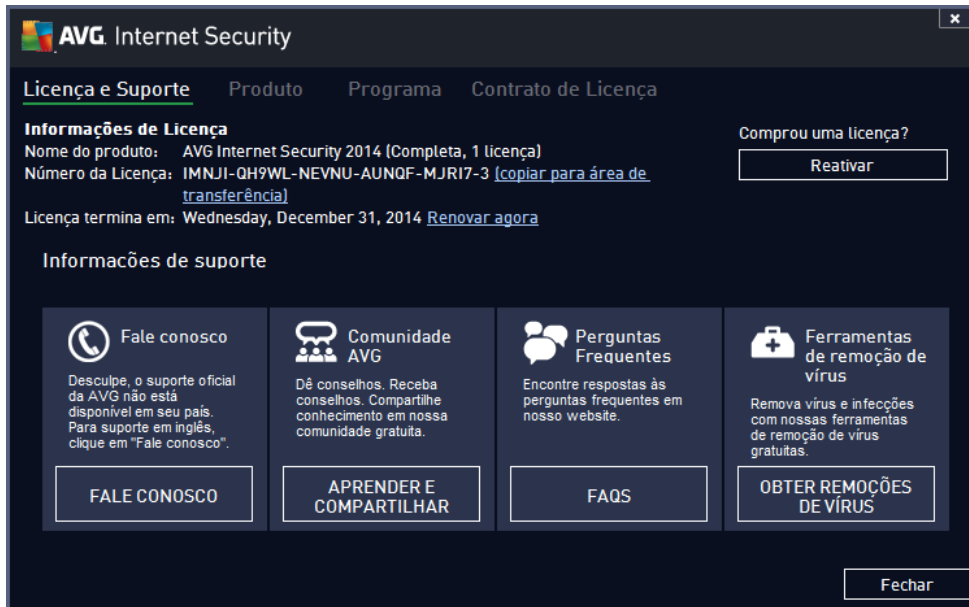 AVG. Internet Security
Licença e Suporte Produto Programa Contrato de Licença
Informações de Licença
Nome do produto: AVG Internet Security 2014 (Completa, 1 licença)
Número da Licença: IMNJI-QH9WL-NEVNU-AUNQF-MJRI7-3 (copiar para área de
transferência)
Licença termina em: Wednesday, December 31, 2014 Renovar agora
Comprou uma licença?
Reativar
Informações de suporte
Fale conosco
Desculpe, o suporte oficial
da AVG não está
disponível em seu país.
Para suporte em inglês,
clique em "Fale conosco".
FALE CONOSCO
Comunidade
AVG
Dê conselhos. Receba
conselhos. Compartilhe
conhecimento em nossa
comunidade gratuita.
APRENDER E
COMPARTILHAR
Perguntas
Frequentes
Encontre respostas às
perguntas frequentes em
nosso website.
FAQS
Ferramentas
de remoção de
vírus
Remova vírus e infecções
com nossas ferramentas
de remoção de vírus
gratuitas.
OBTER REMOÇÕES
DE VÍRUS
Fechar